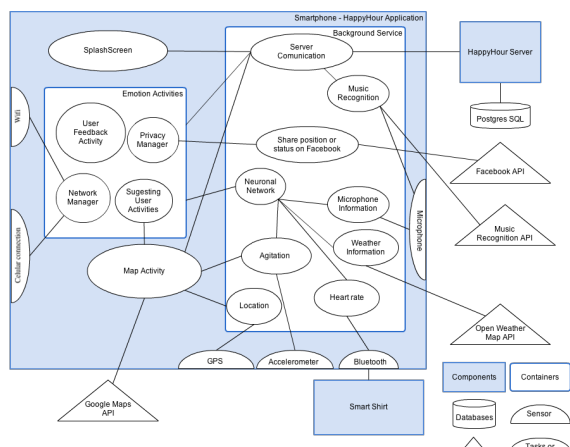 Smartphone - HappyHour Application
Background Service
SplashScreen
Server
Comunication
HappyHour Server
Music
Recognition
Postgres SQL
Emotion Activities
User
Feedback
Activity
Privacy
Manager
Share position or
status on Facebook
Facebook API
Wifi
Network
Manager
Sugesting
User
Activities
Neuronal
Network
Microphone
Information
Microphone
Music
Recognition API
Weather
Information
Celular connection
Map Activity
Agitation
Location
Heart rate
Open Weather
Map API
GPS
Accelerometer
Bluetooth
Google Maps
API
Smart Shirt
Components
Containers
Databases
Sensor
Tasks or